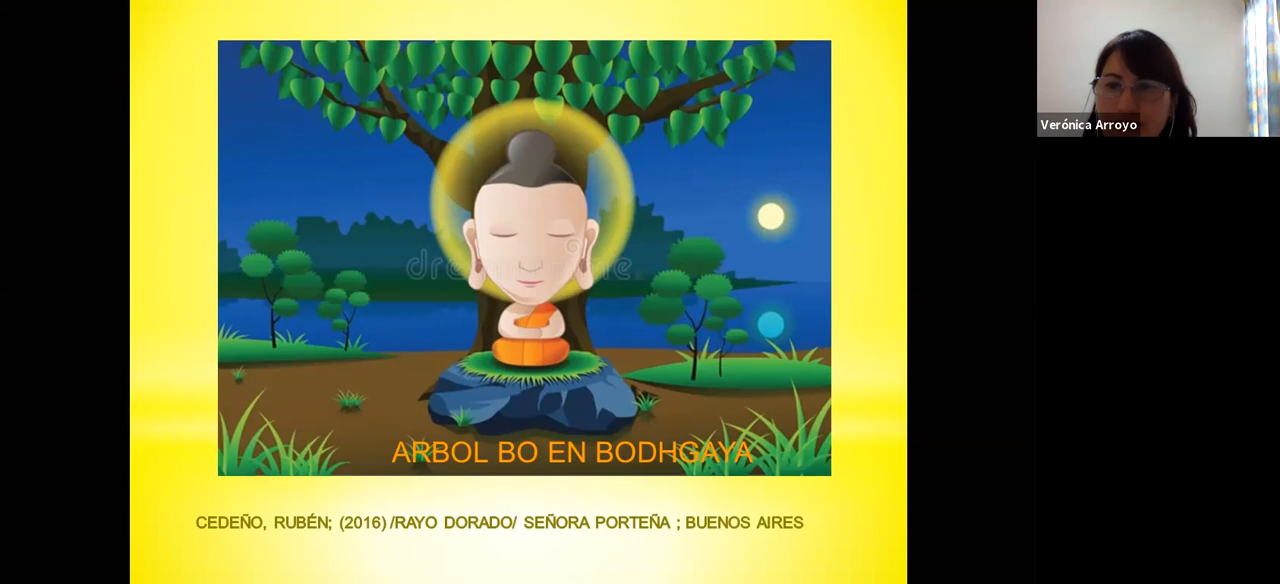 Verónica Arroyo
ARBOL BO EN BODHGAYA
CEDEÑO, RUBÉN; (2016) /RAYO DORADO/ SEÑORA PORTEÑA ; BUENOS AIRES